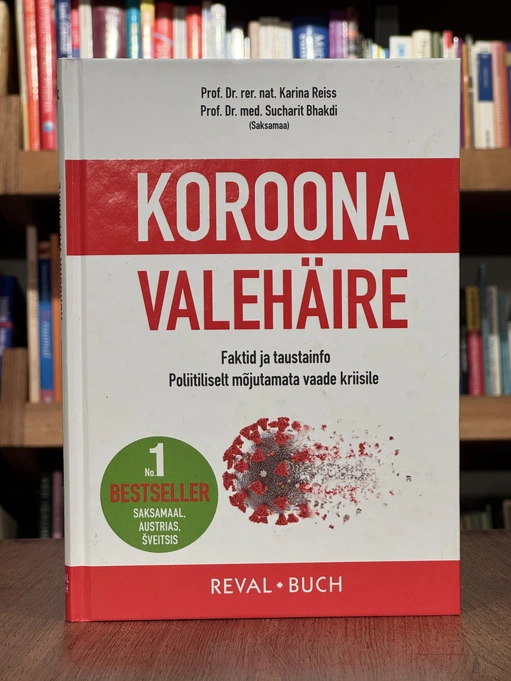 Prof. Dr. rer. nat. Karina Reiss
Prof. Dr. med. Sucharit Bhakdi
(Saksamaa)
KOROONA
VALEHÄIRE
Faktid ja taustainfo
Poliitiliselt mõjutamata vaade kriisile
No.1
BESTSELLER
SAKSAMAAL,
AUSTRIAS,
ŠVEITSIS
REVAL BUCH